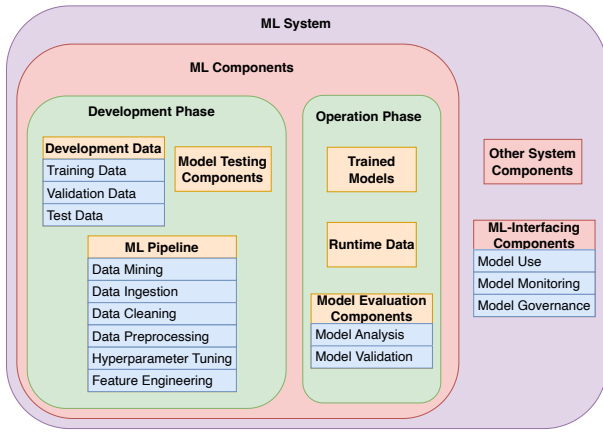 ML System
ML Components
Development Phase
Development Data
Training Data
Validation Data
Test Data
Model Testing
Components
ML Pipeline
Data Mining
Data Ingestion
Data Cleaning
Data Preprocessing
Hyperparameter Tuning
Feature Engineering
Operation Phase
Trained
Models
Runtime Data
Model Evaluation
Components
Model Analysis
Model Validation
Other System
Components
ML-Interfacing
Components
Model Use
Model Monitoring
Model Governance